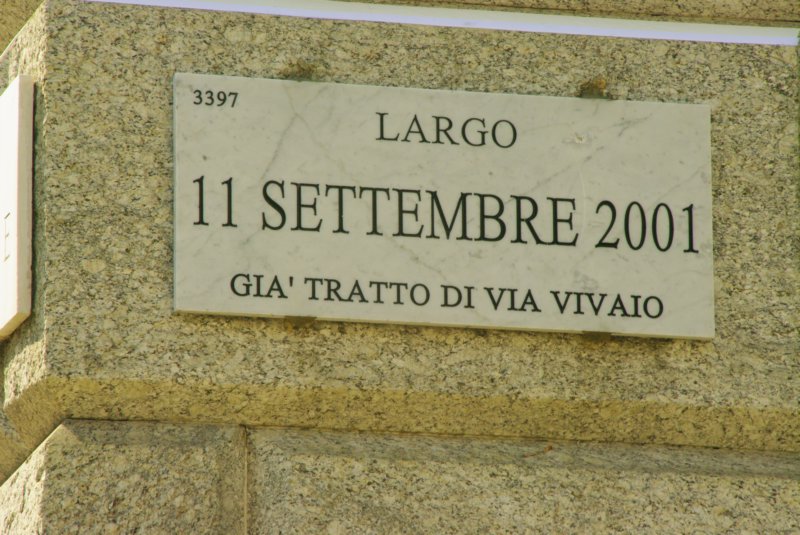 3397
LARGO
11 SETTEMBRE 2001
GIA' TRATTO DI VIA VIVAIO
E